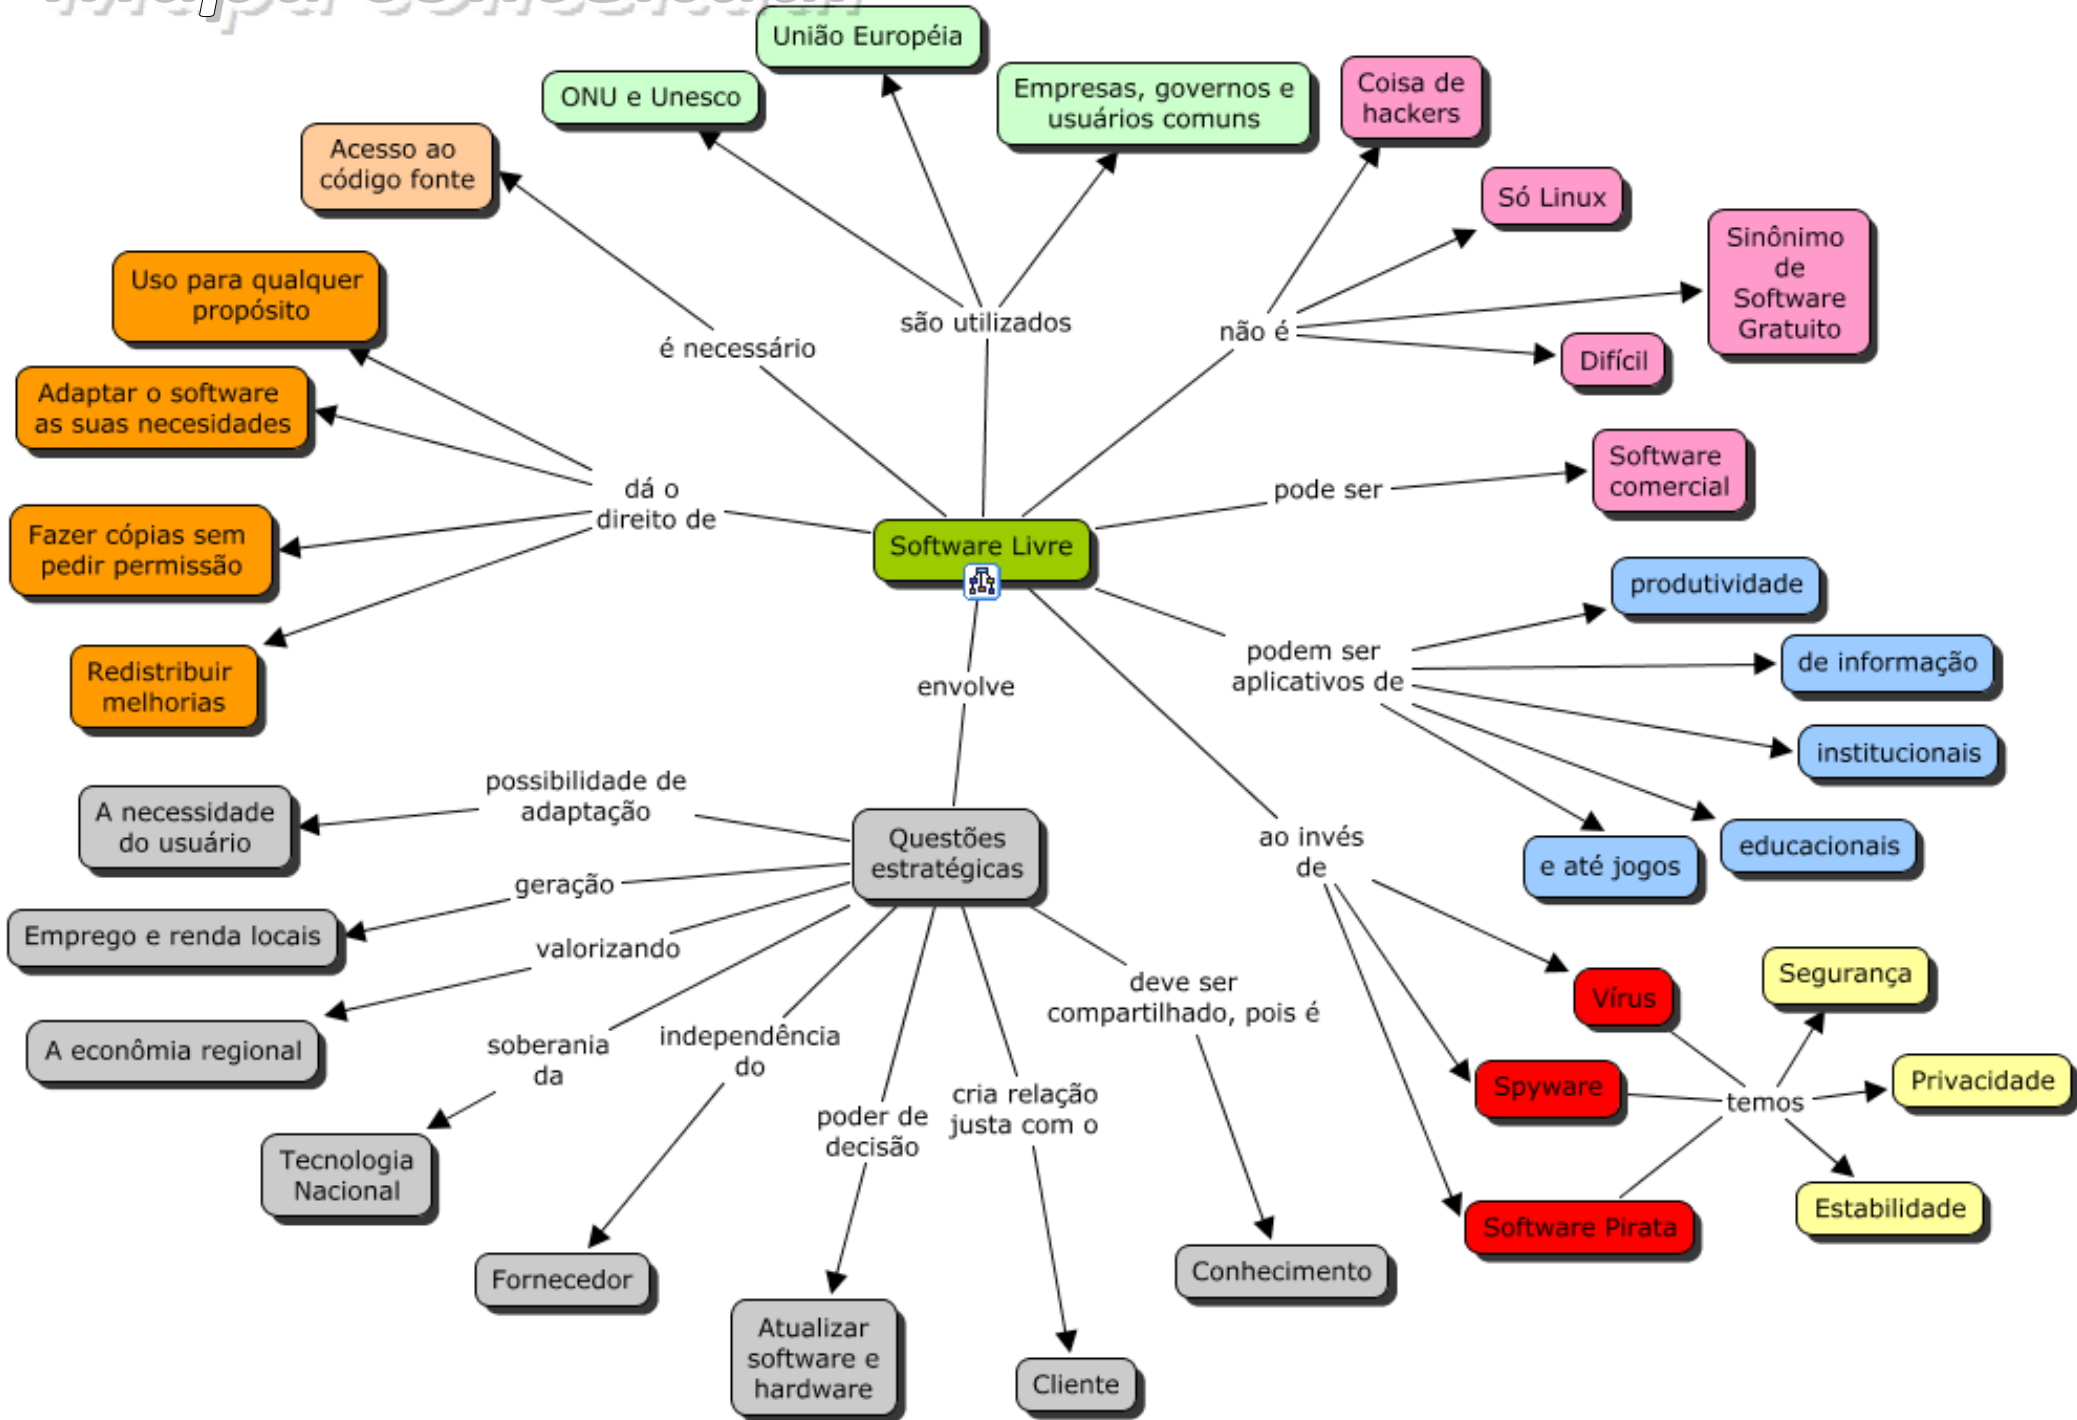 União Européia
ONU e Unesco
Empresas, governos e
usuários comuns
Coisa de
hackers
Acesso ao
código fonte
Só Linux
Sinônimo
de
Software
Gratuito
Uso para qualquer
propósito
são utilizados
não é
é necessário
Difícil
Adaptar o software
as suas necesidades
Software
comercial
pode ser
dá o
direito de
Fazer cópias sem
pedir permissão
Software Livre
produtividade
Redistribuir
melhorias
podem ser
aplicativos de
de informação
envolve
institucionais
possibilidade de
adaptação
A necessidade
do usuário
Questões
estratégicas
ao invés
de
educacionais
e até jogos
geração
Emprego e renda locais
valorizando
A econômia regional
deve ser
compartilhado, pois é
Segurança
Vírus
soberania
da
independência
do
Spyware
Privacidade
temos
cria relação
justa com o
poder de
decisão
Tecnologia
Nacional
Estabilidade
Software Pirata
Fornecedor
Conhecimento
Atualizar
software e
hardware
Cliente